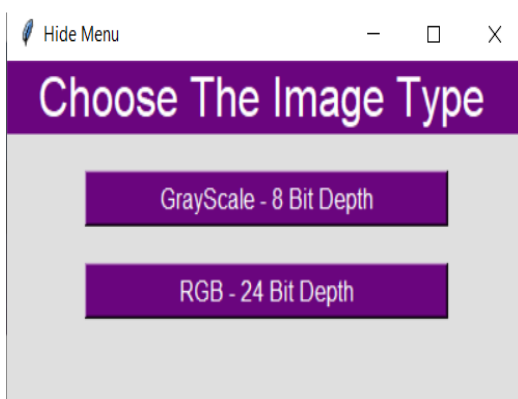 Hide Menu
Choose The Image Type
GrayScale - 8 Bit Depth
RGB - 24 Bit Depth